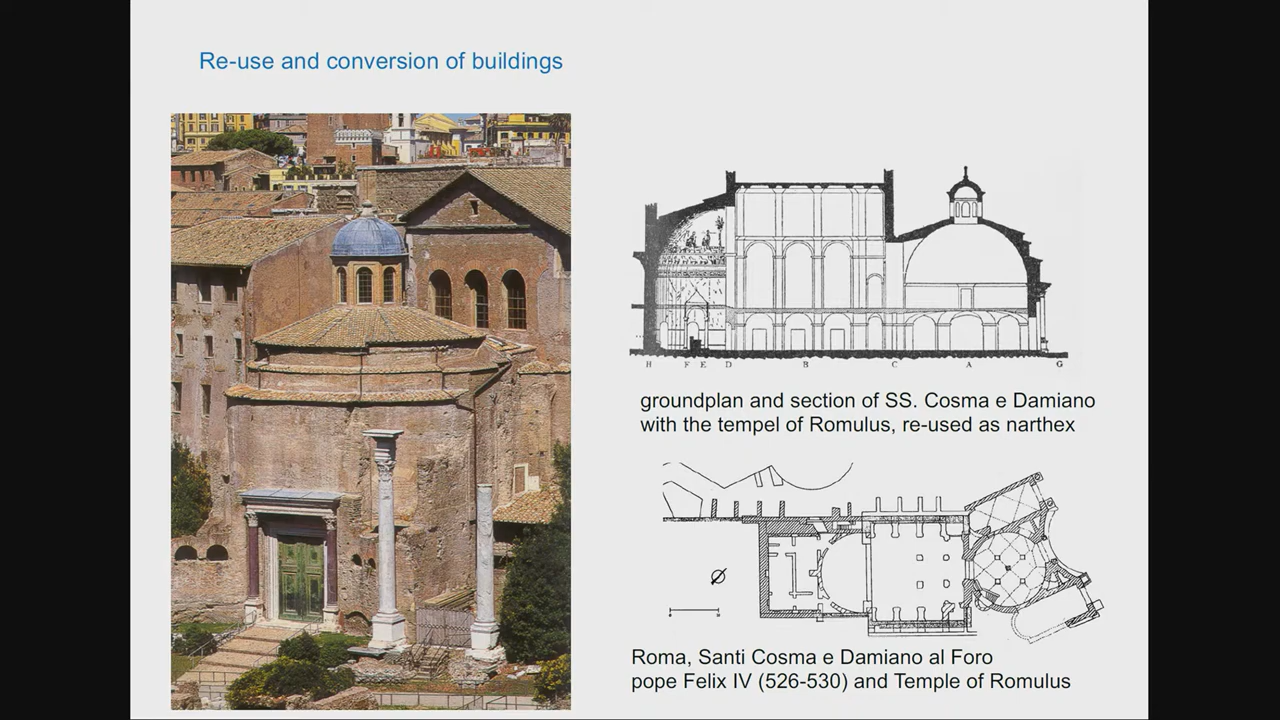 Re-use and conversion of buildings
H F E D B C A G
groundplan and section of SS. Cosma e Damiano
with the tempel of Romulus, re-used as narthex
Roma, Santi Cosma e Damiano al Foro
pope Felix IV (526-530) and Temple of Romulus